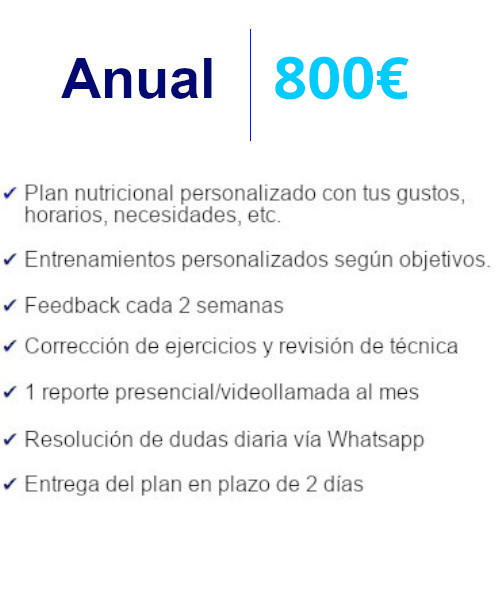 Anual 800€
✔ Plan nutricional personalizado con tus gustos,
horarios, necesidades, etc.
✔ Entrenamientos personalizados según objetivos.
✔ Feedback cada 2 semanas
✔ Corrección de ejercicios y revisión de técnica
✔ 1 reporte presencial/videollamada al mes
✔ Resolución de dudas diaria vía Whatsapp
✔ Entrega del plan en plazo de 2 días